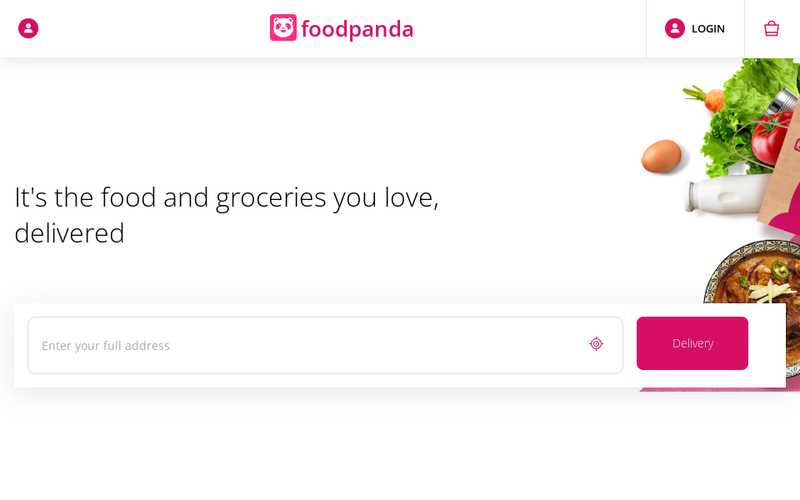 foodpanda
LOGIN
It's the food and groceries you love,
delivered
Enter your full address
Delivery